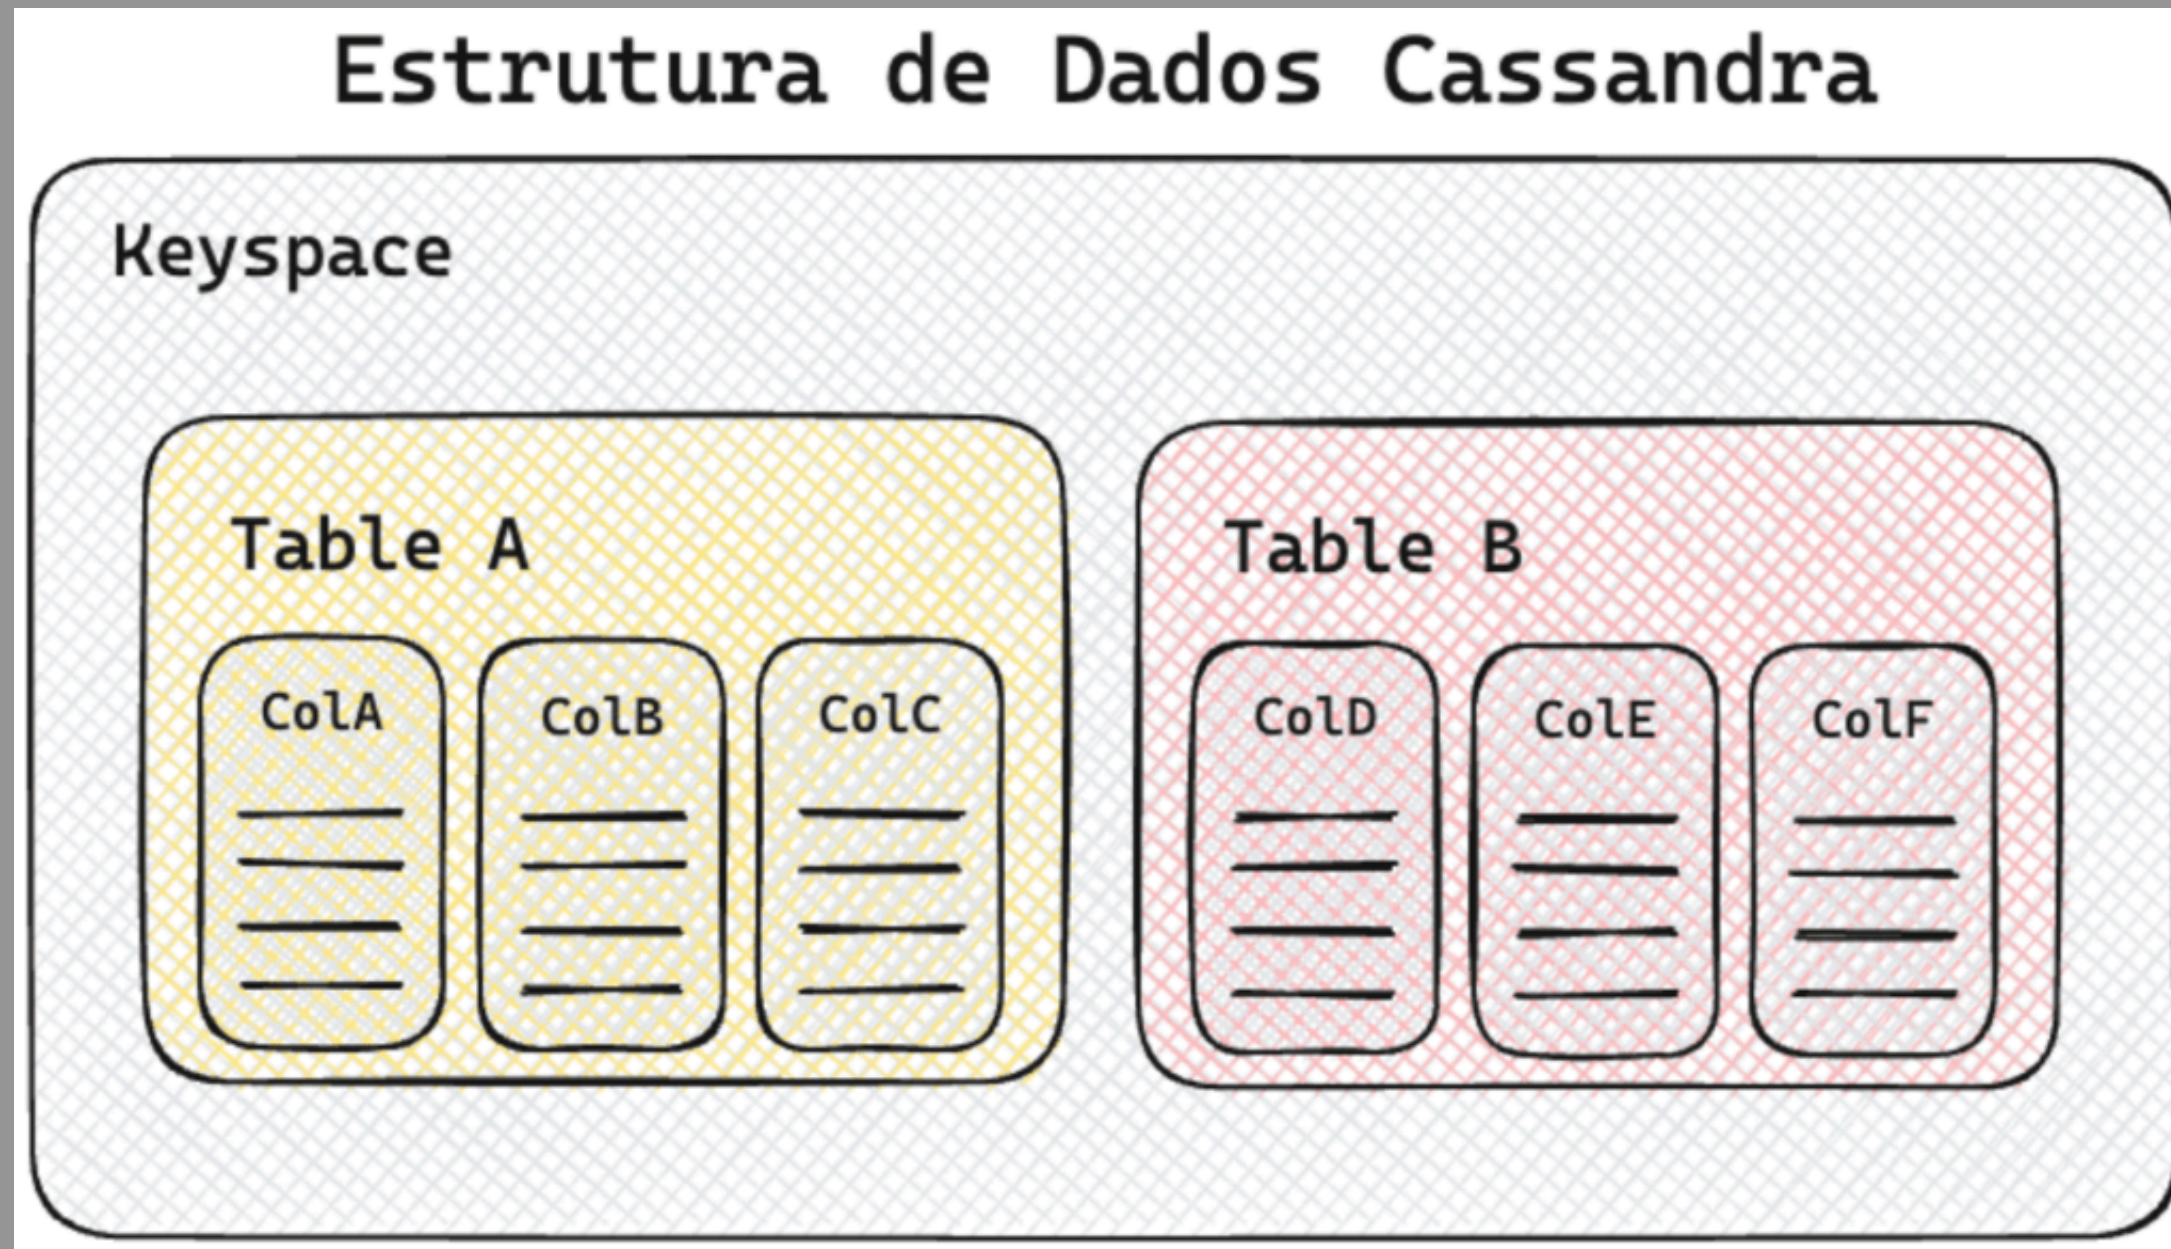 Estrutura de Dados Cassandra
Keyspace
Table A
ColA
ColB
ColC
Table B
ColD
ColE
ColF